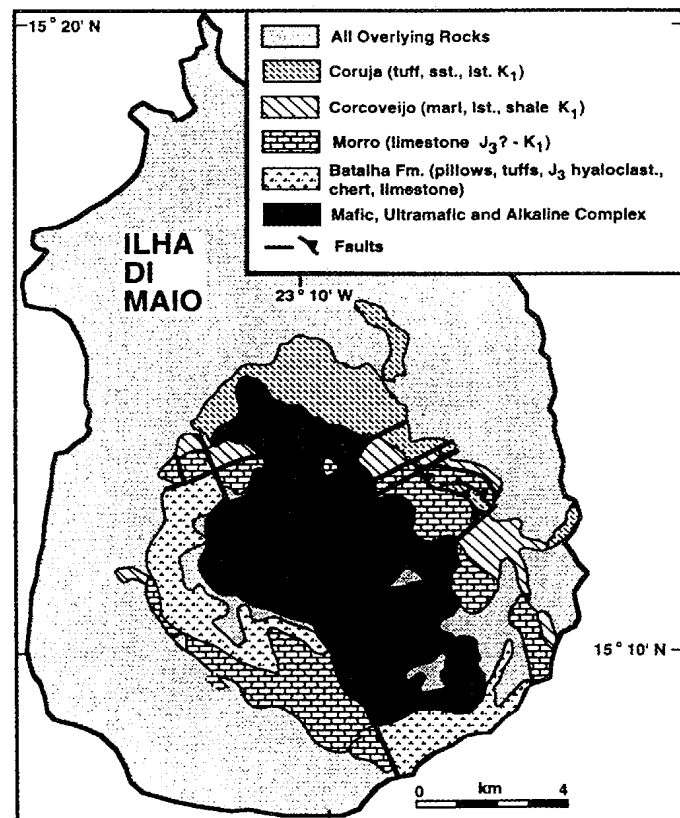 15° 20' N
All Overlying Rocks
Coruja (tuff, sst., lst. K₁)
Corcoveijo (marl, lst., shale K₁)
Morro (limestone J₃? - K₁)
Batalha Fm. (pillows, tuffs, J₃ hyaloclast.,
chert, limestone)
Mafic, Ultramafic and Alkaline Complex
Faults
ILHA
DI
MAIO
23° 10' W
15° 10' N
km
0 4